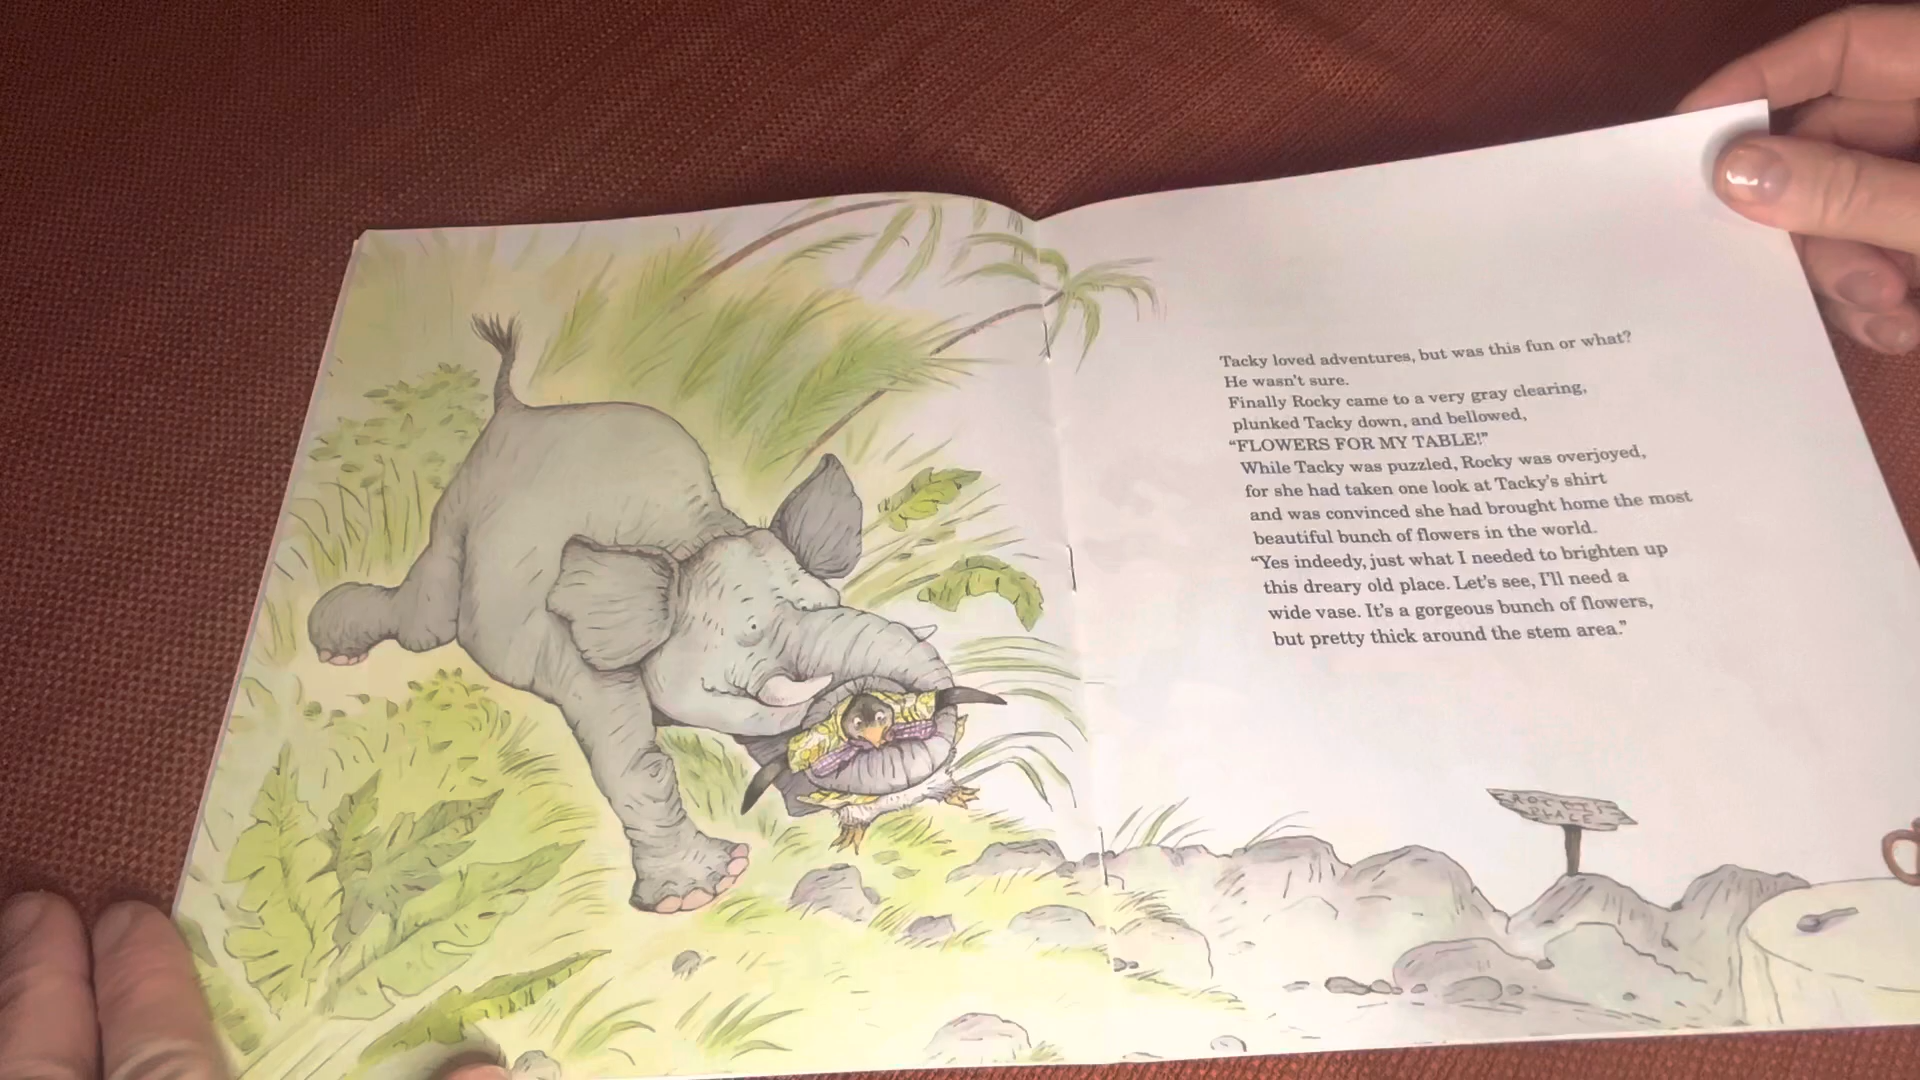 Tacky loved adventures, but was this fun or what?
He wasn't sure.
Finally Rocky came to a very gray clearing,
plunked Tacky down, and bellowed,
“FLOWERS FOR MY TABLE!”
While Tacky was puzzled, Rocky was overjoyed,
for she had taken one look at Tacky's shirt
and was convinced she had brought home the most
beautiful bunch of flowers in the world.
“Yes indeedy, just what I needed to brighten up
this dreary old place. Let's see, I'll need a
wide vase. It's a gorgeous bunch of flowers,
but pretty thick around the stem area.”
PLACE